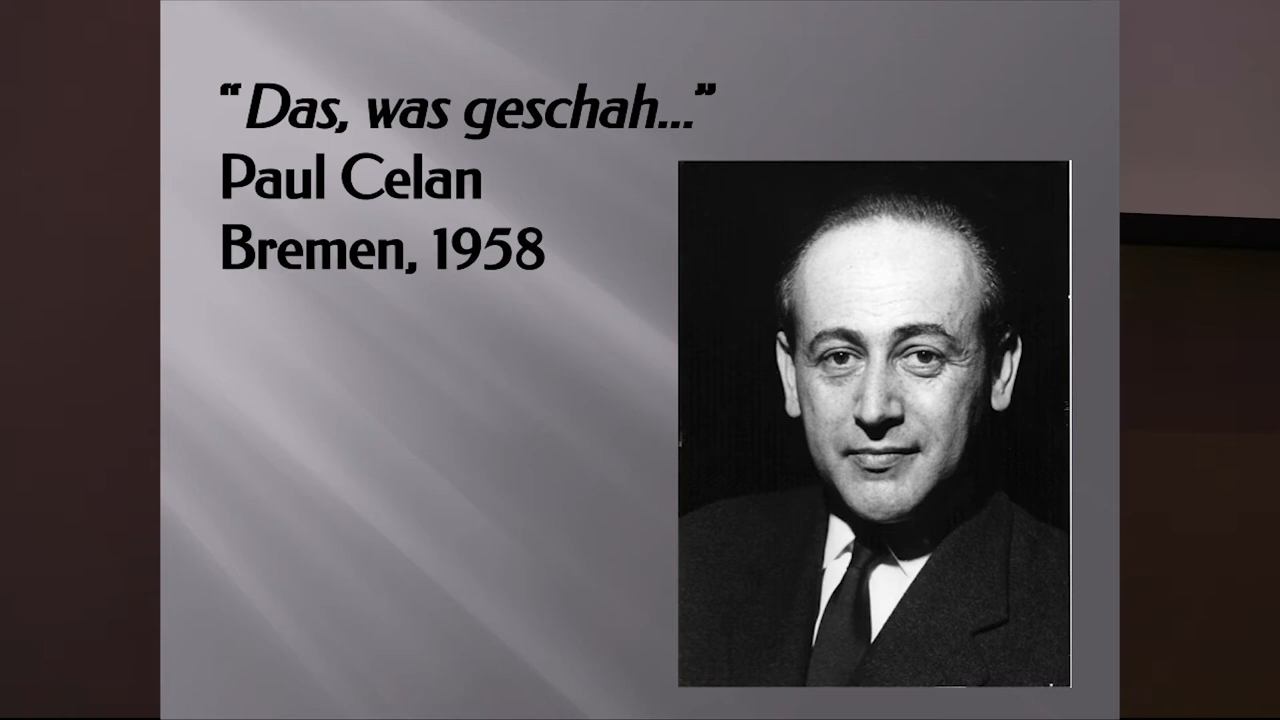 “Das, was geschah...”
Paul Celan
Bremen, 1958